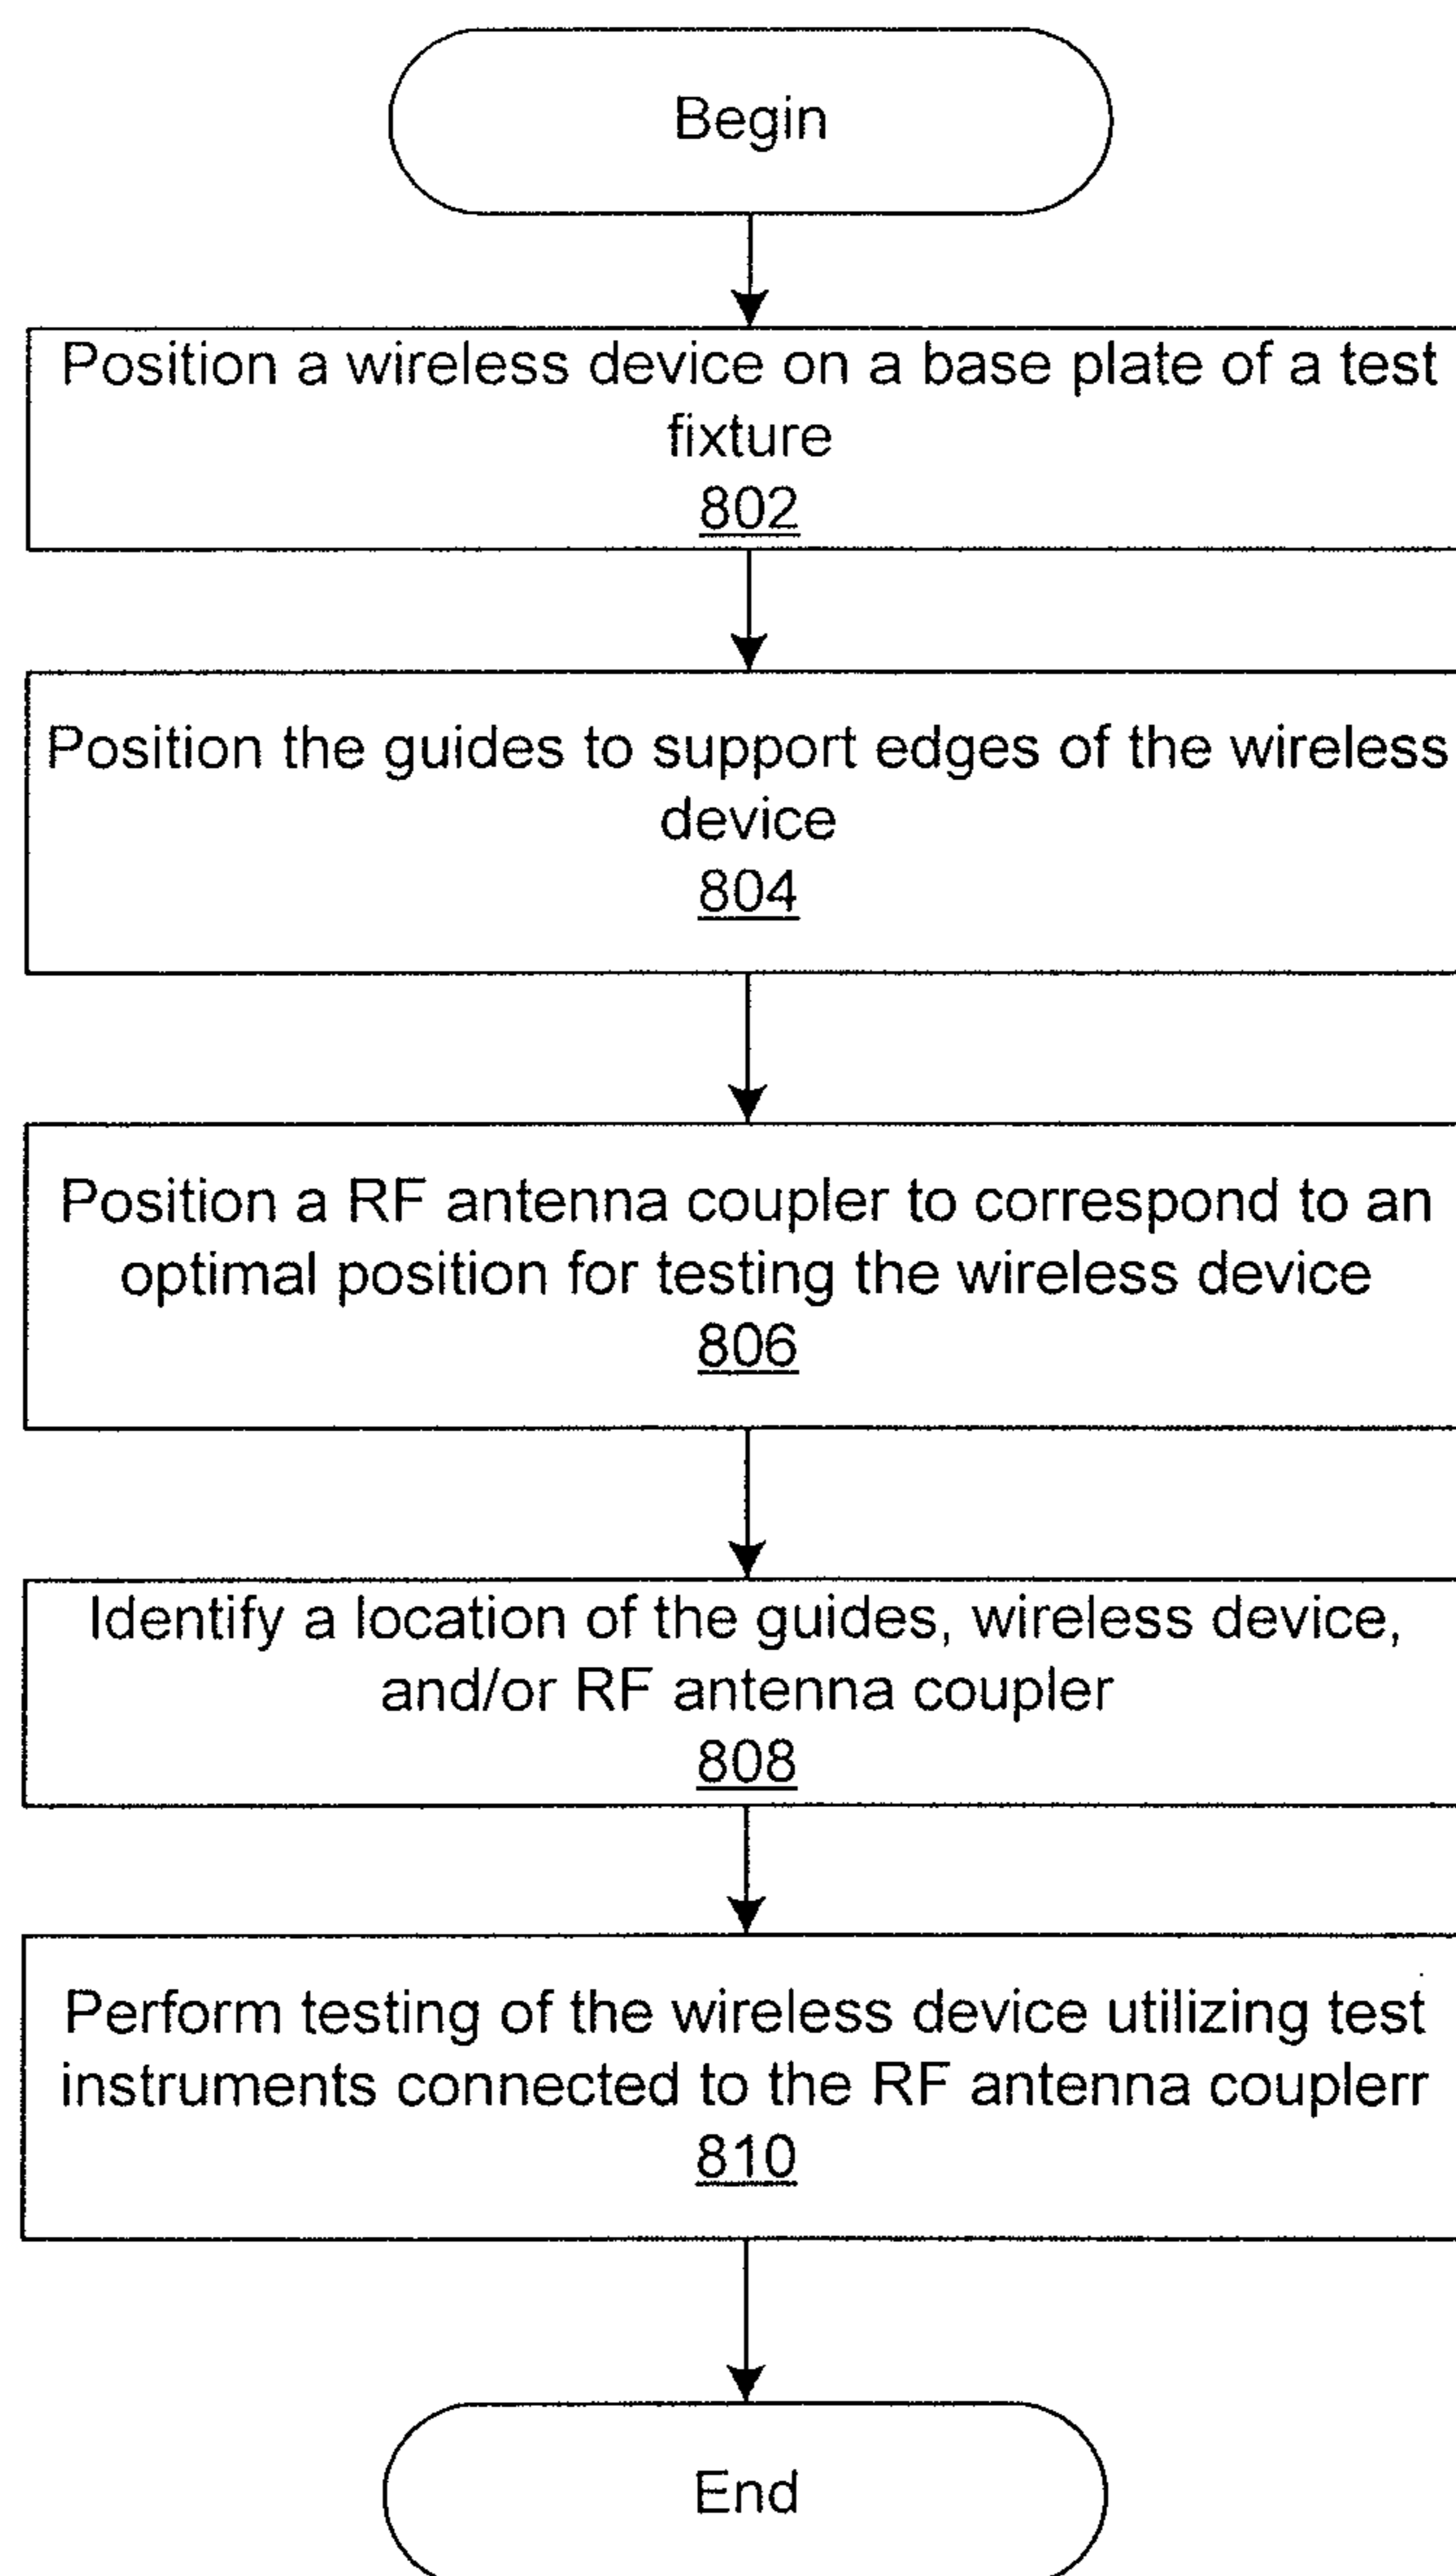 Begin
Position a wireless device on a base plate of a test
fixture
802
Position the guides to support edges of the wireless
device
804
Position a RF antenna coupler to correspond to an
optimal position for testing the wireless device
806
Identify a location of the guides, wireless device,
and/or RF antenna coupler
808
Perform testing of the wireless device utilizing test
instruments connected to the RF antenna couplerr
810
End